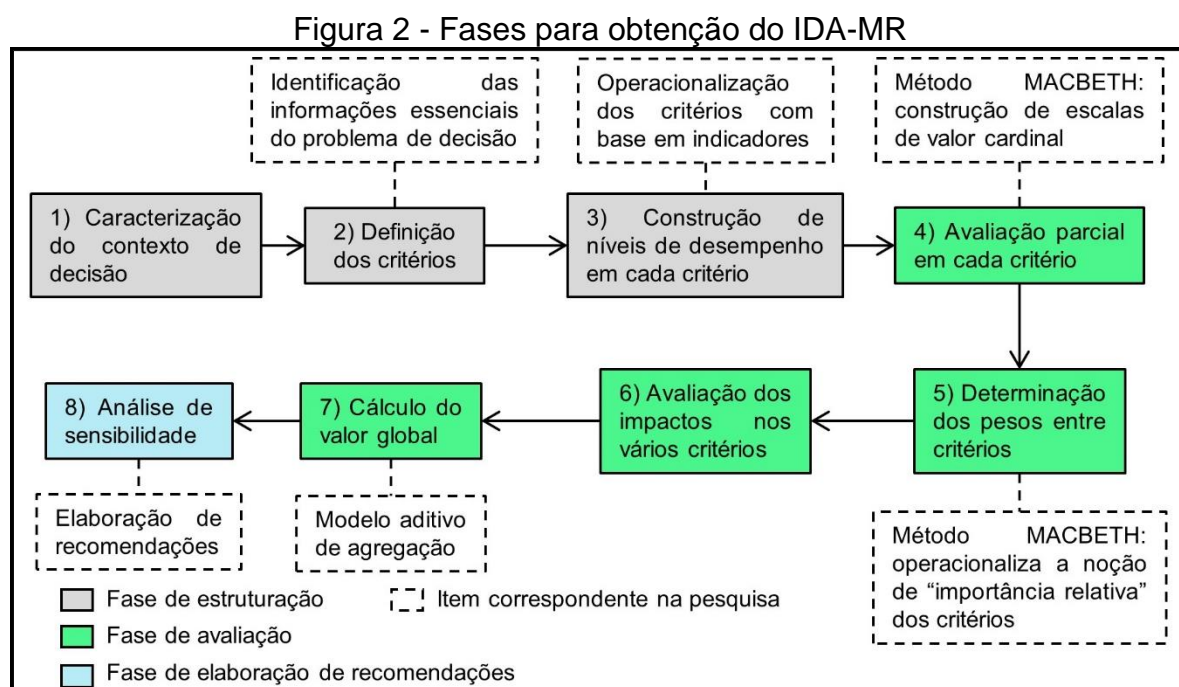 Figura 2 - Fases para obtenção do IDA-MR
Identificação das
informações essenciais
do problema de decisão
Operacionalização
dos critérios com
base em indicadores
Método MACBETH:
construção de escalas
de valor cardinal
1) Caracterização
do contexto de
decisão
2) Definição
dos critérios
3) Construção de
níveis de desempenho
em cada critério
4) Avaliação parcial
em cada critério
8) Análise de
sensibilidade
7) Cálculo do
valor global
6) Avaliação dos
impactos nos
vários critérios
5) Determinação
dos pesos entre
critérios
Elaboração de
recomendações
Modelo aditivo
de agregação
Método MACBETH:
operacionaliza a noção
de “importância relativa”
dos critérios
Fase de estruturação
Item correspondente na pesquisa
Fase de avaliação
Fase de elaboração de recomendações